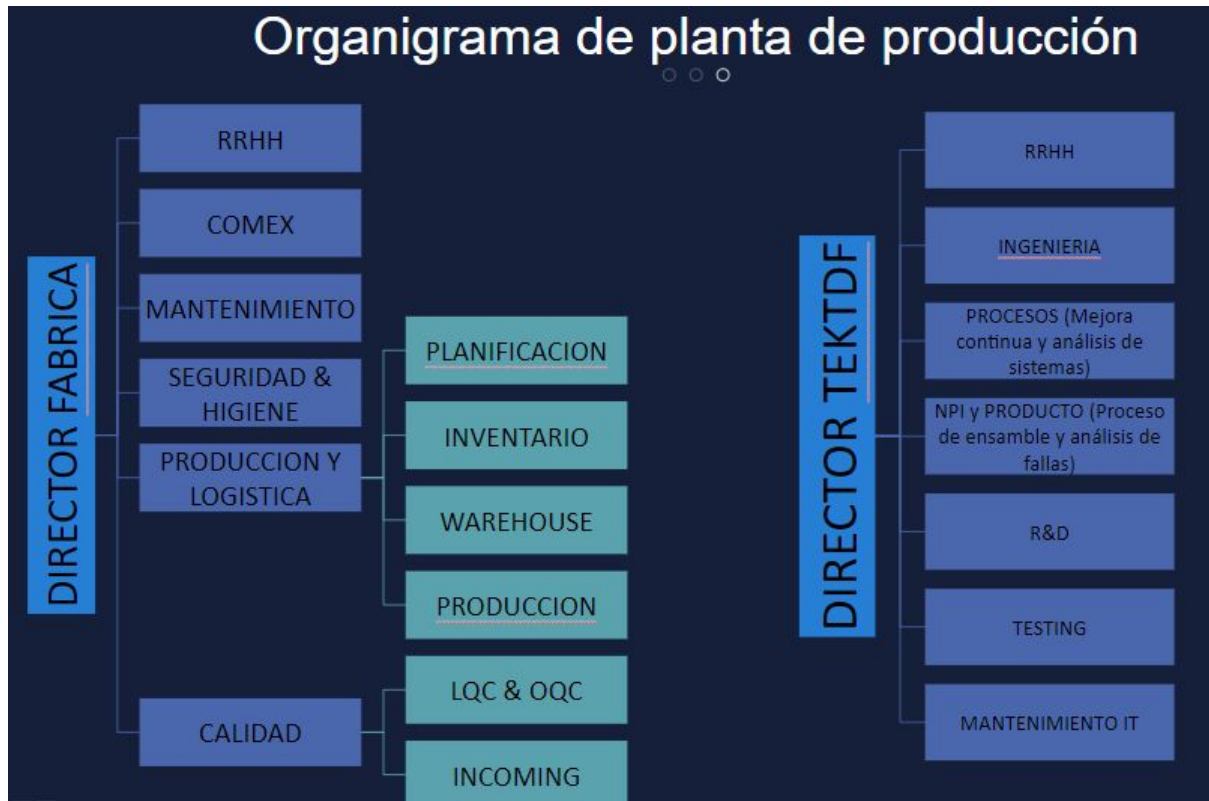 Organigrama de planta de producción
DIRECTOR FABRICA
RRHH
COMEX
MANTENIMIENTO
SEGURIDAD &
HIGIENE
PRODUCCION Y
LOGISTICA
PLANIFICACION
INVENTARIO
WAREHOUSE
PRODUCCION
CALIDAD
LQC & OQC
INCOMING
DIRECTOR TEKTDF
RRHH
INGENIERIA
PROCESOS (Mejora
continua y análisis de
sistemas)
NPI y PRODUCTO (Proceso
de ensamble y análisis de
fallas)
R&D
TESTING
MANTENIMIENTO IT